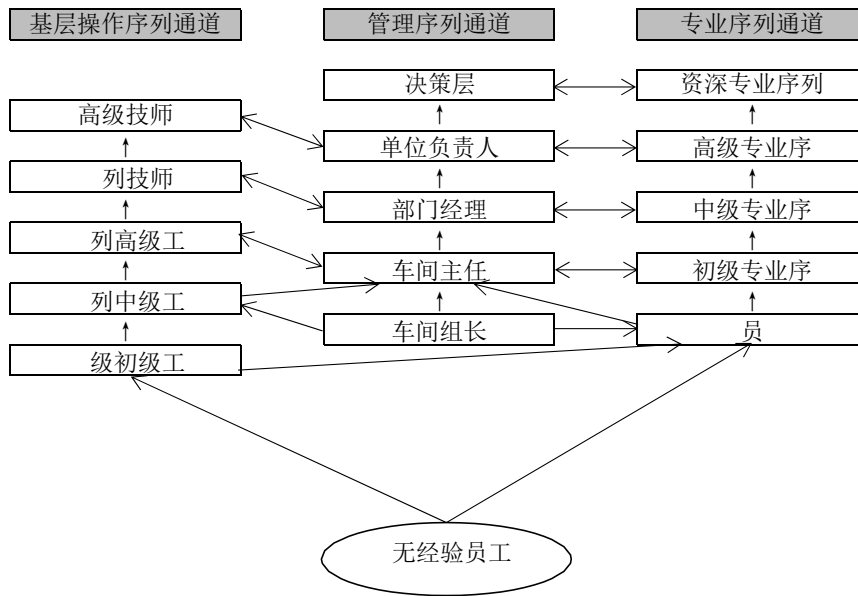 基层操作序列通道
管理序列通道
专业序列通道
决策层
资深专业序列
高级技师
单位负责人
高级专业序
列技师
部门经理
中级专业序
列高级工
车间主任
初级专业序
列中级工
车间组长
员
级初级工
无经验员工